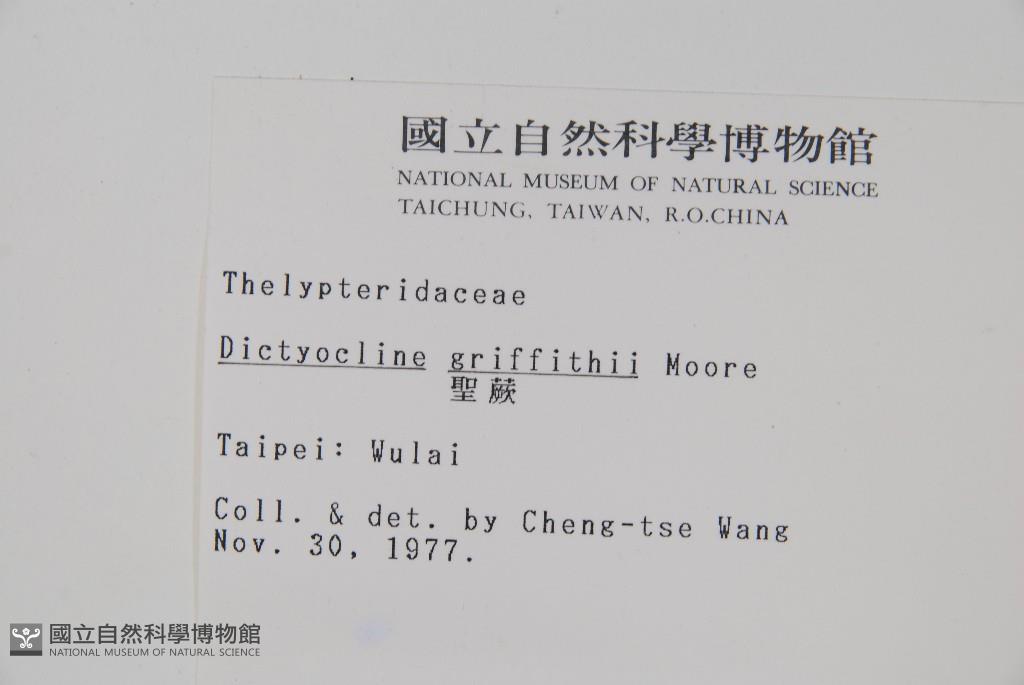 國立自然科學博物館
NATIONAL MUSEUM OF NATURAL SCIENCE
TAICHUNG, TAIWAN, R.O.CHINA
Thelypteridaceae
Dictyocline griffithii Moore
聖蕨
Taipei: Wulai
Coll. & det. by Cheng-tse Wang
Nov. 30, 1977.
國立自然科學博物館
NATIONAL MUSEUM OF NATURAL SCIENCE